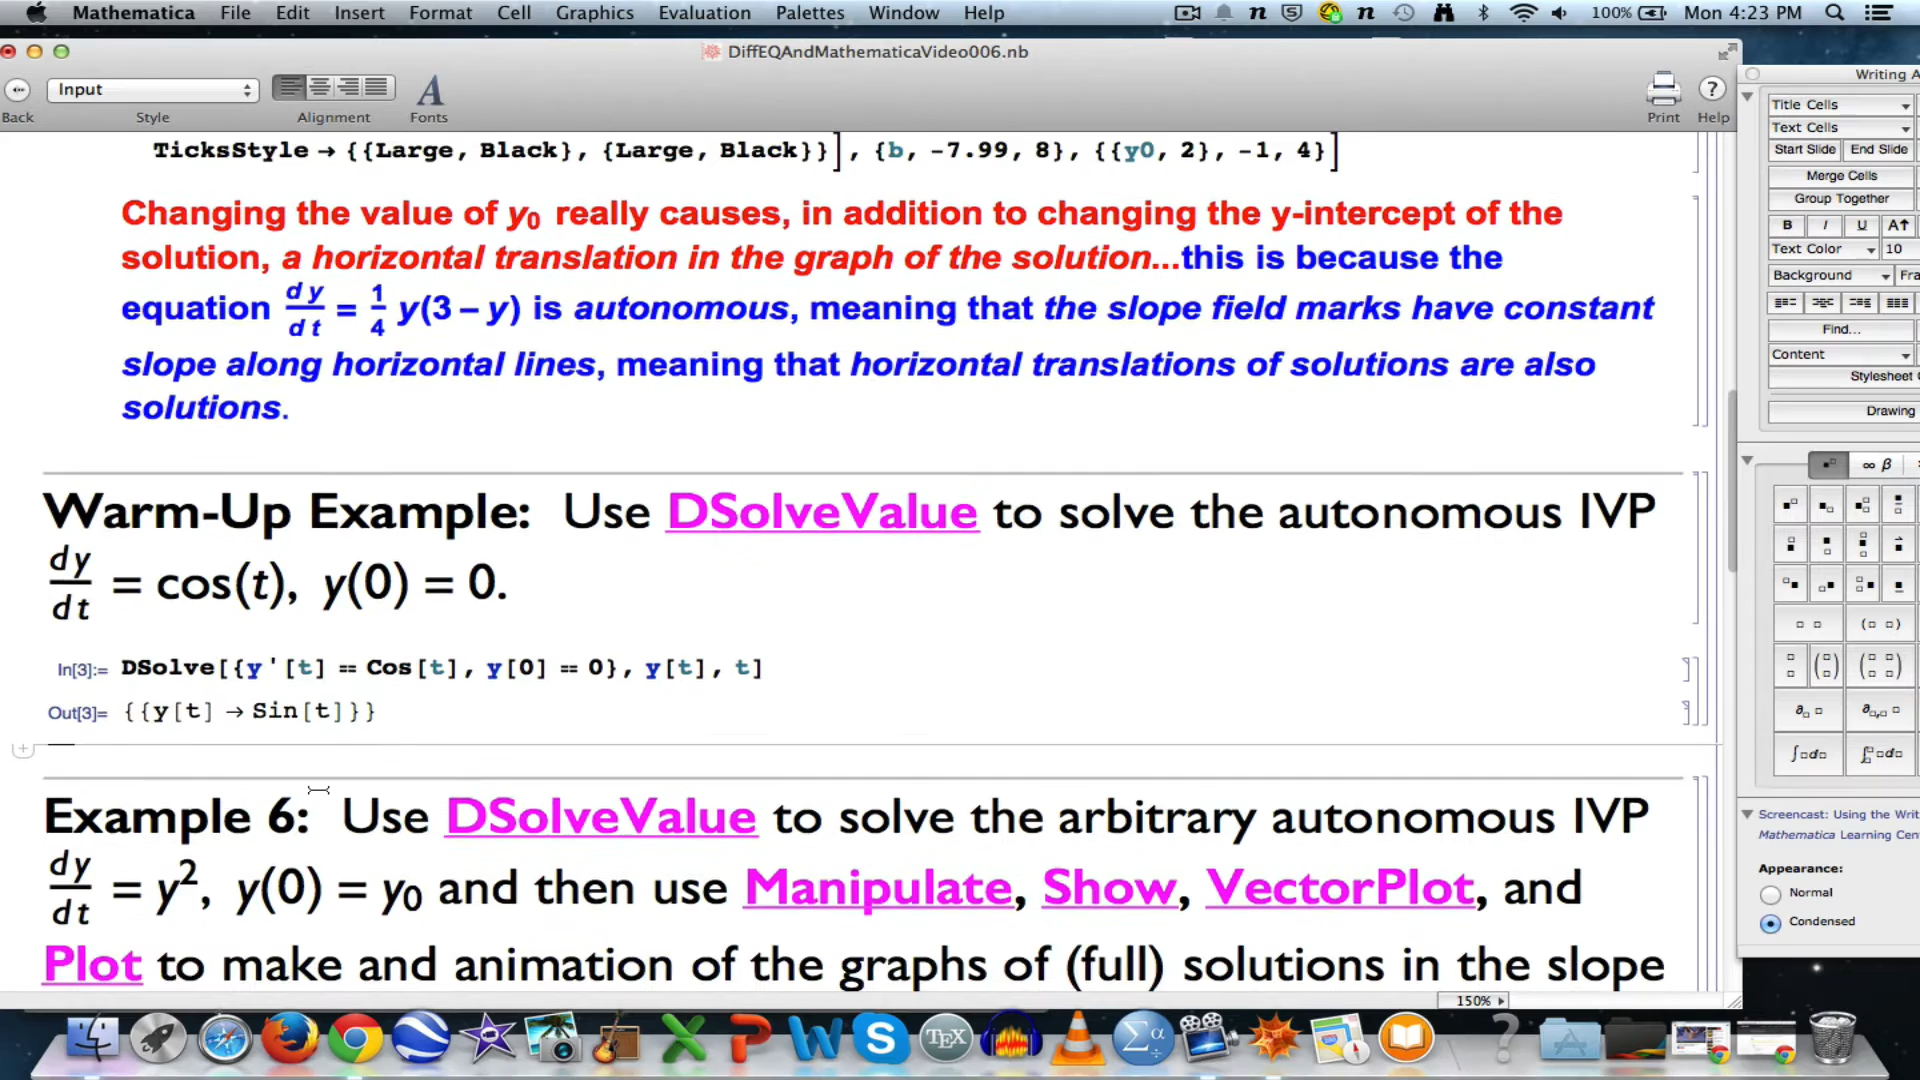 Mathematica File Edit Insert Format Cell Graphics Evaluation Palettes Window Help 100% Mon 4:23 PM
DiffEQAndMathematicaVideo006.nb
Input
Back Style Alignment Fonts Print Help
TicksStyle → {{Large, Black}, {Large, Black}}], {b, -7.99, 8}, {{y0, 2}, -1, 4}]
Changing the value of y₀ really causes, in addition to changing the y-intercept of the
solution, a horizontal translation in the graph of the solution...this is because the
equation dy/dt = 1/4 y(3 – y) is autonomous, meaning that the slope field marks have constant
slope along horizontal lines, meaning that horizontal translations of solutions are also
solutions.
Warm-Up Example: Use DSolveValue to solve the autonomous IVP
dy/dt = cos(t), y(0) = 0.
In[3]:= DSolve[{y'[t] == Cos[t], y[0] == 0}, y[t], t]
Out[3]= {{y[t] → Sin[t]}}
Example 6: Use DSolveValue to solve the arbitrary autonomous IVP
dy/dt = y², y(0) = y₀ and then use Manipulate, Show, VectorPlot, and
Plot to make and animation of the graphs of (full) solutions in the slope
150%
Writing A
Title Cells
Text Cells
Start Slide End Slide
Merge Cells
Group Together
B I U A
Text Color 10
Background Fra
Find...
Content
Stylesheet
Drawing
∞ β
∫□d□
Screencast: Using the Writ
Mathematica Learning Cen
Appearance:
Normal
Condensed
TEX
Σα